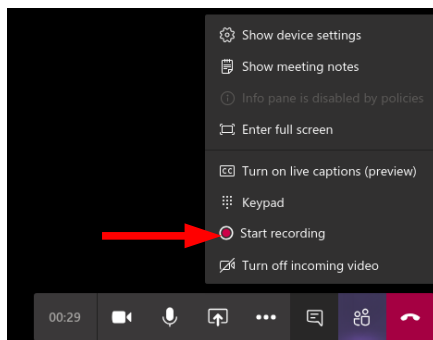 Show device settings
Show meeting notes
Info pane is disabled by policies
Enter full screen
CC Turn on live captions (preview)
Keypad
Start recording
Turn off incoming video
00:29